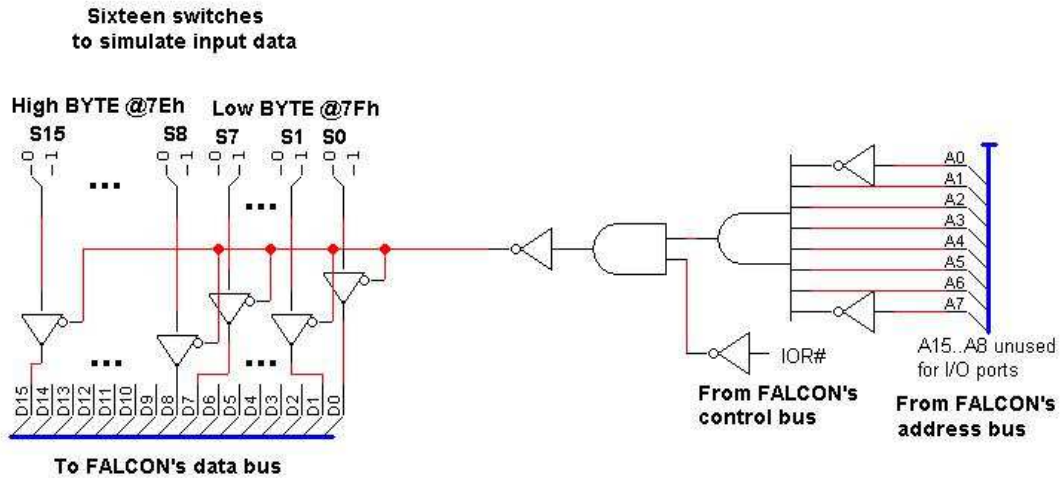 Sixteen switches
to simulate input data
High BYTE @7Eh Low BYTE @7Fh
S15 S8 S7 S1 S0
0 1 0 1 0 1 0 1 0 1
A0
A1
A2
A3
A4
A5
A6
A7
IOR#
A15..A8 unused
for I/O ports
From FALCON's
control bus
From FALCON's
address bus
D15 D14 D13 D12 D11 D10 D9 D8 D7 D6 D5 D4 D3 D2 D1 D0
To FALCON's data bus